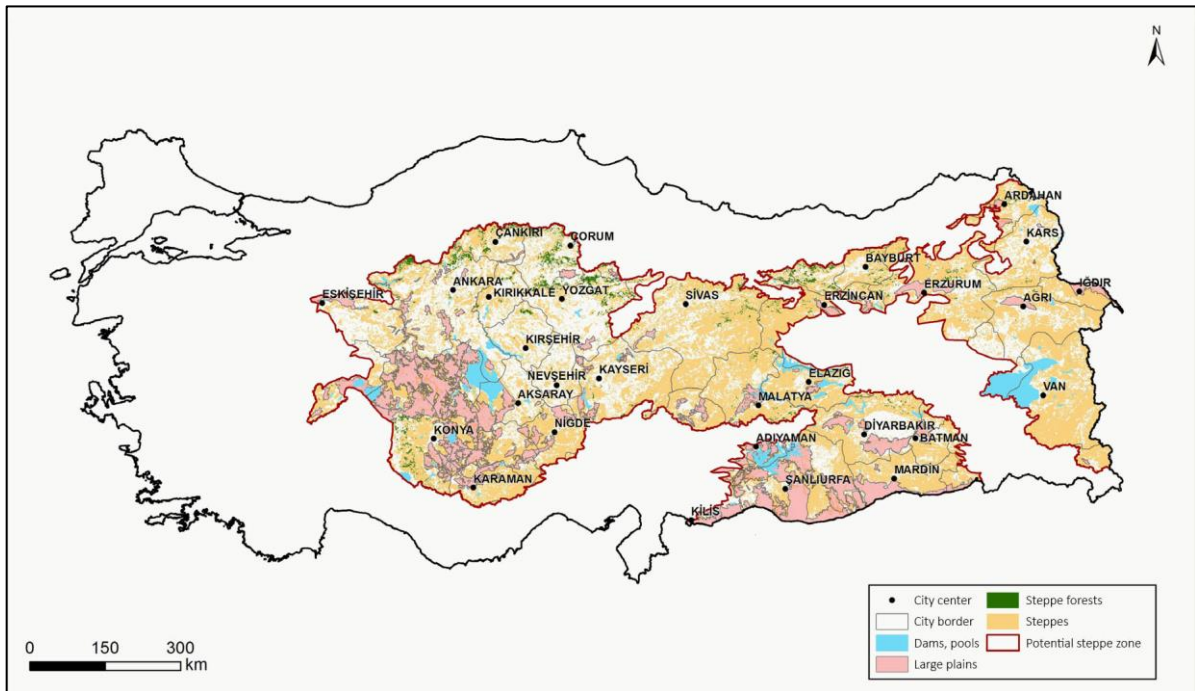 N
ARDAHAN
KARS
ÇANKIRI
ÇORUM
BAYBURT
ANKARA
KIRIKKALE
YOZGAT
ESKİŞEHİR
SİVAS
ERZİNCAN
ERZURUM
IĞDIR
AGRI
KIRŞEHİR
NEVŞEHİR
KAYSERİ
ELAZIĞ
VAN
AKSARAY
MALATYA
KONYA
NİĞDE
ADIYAMAN
DİYARBAKIR
BATMAN
KARAMAN
ŞANLIURFA
MARDİN
KİLİS
City center
Steppe forests
City border
Steppes
Dams, pools
Potential steppe zone
Large plains
0 150 300
km